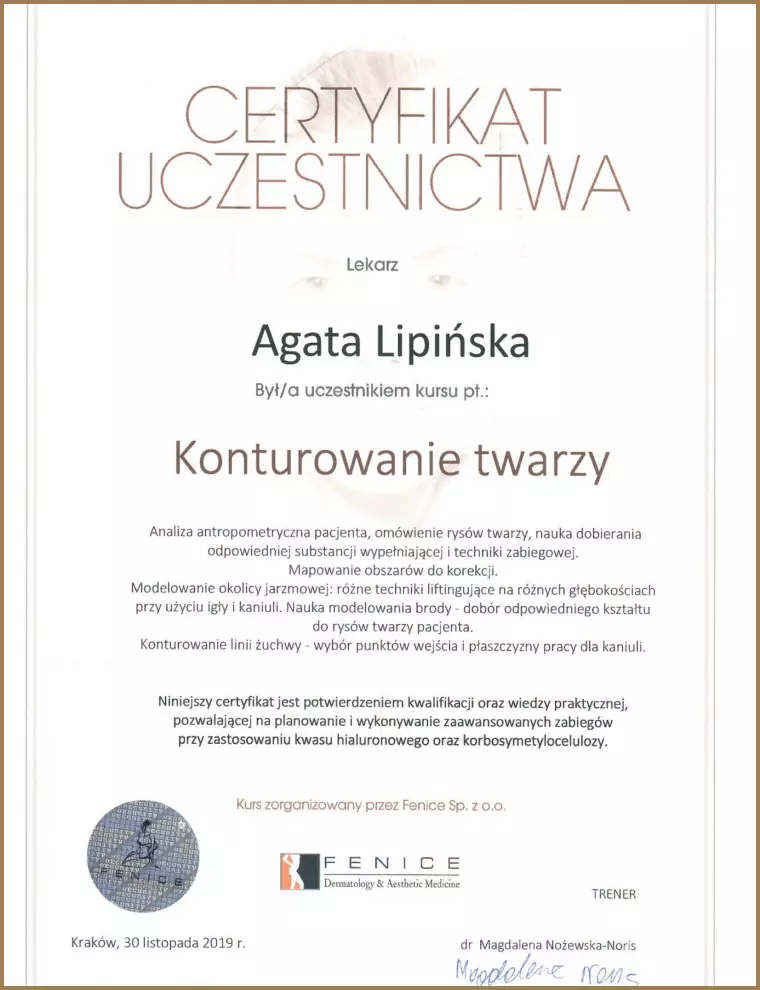 CERTYFIKAT
UCZESTNICTWA
Lekarz
Agata Lipińska
Był/a uczestnikiem kursu pt.:
Konturowanie twarzy
Analiza antropometryczna pacjenta, omówienie rysów twarzy, nauka dobierania
odpowiedniej substancji wypełniającej i techniki zabiegowej.
Mapowanie obszarów do korekcji.
Modelowanie okolicy jarzmowej: różne techniki liftingujące na różnych głębokościach
przy użyciu igły i kaniuli. Nauka modelowania brody - dobór odpowiedniego kształtu
do rysów twarzy pacjenta.
Konturowanie linii żuchwy - wybór punktów wejścia i płaszczyzny pracy dla kaniuli.
Niniejszy certyfikat jest potwierdzeniem kwalifikacji oraz wiedzy praktycznej,
pozwalającej na planowanie i wykonywanie zaawansowanych zabiegów
przy zastosowaniu kwasu hialuronowego oraz korbosymetylocelulozy.
Kurs zorganizowany przez Fenice Sp. z o.o.
FENICE
FENICE
Dermatology & Aesthetic Medicine
TRENER
Kraków, 30 listopada 2019 r.
dr Magdalena Nożewska-Noris
Magdalena Noris